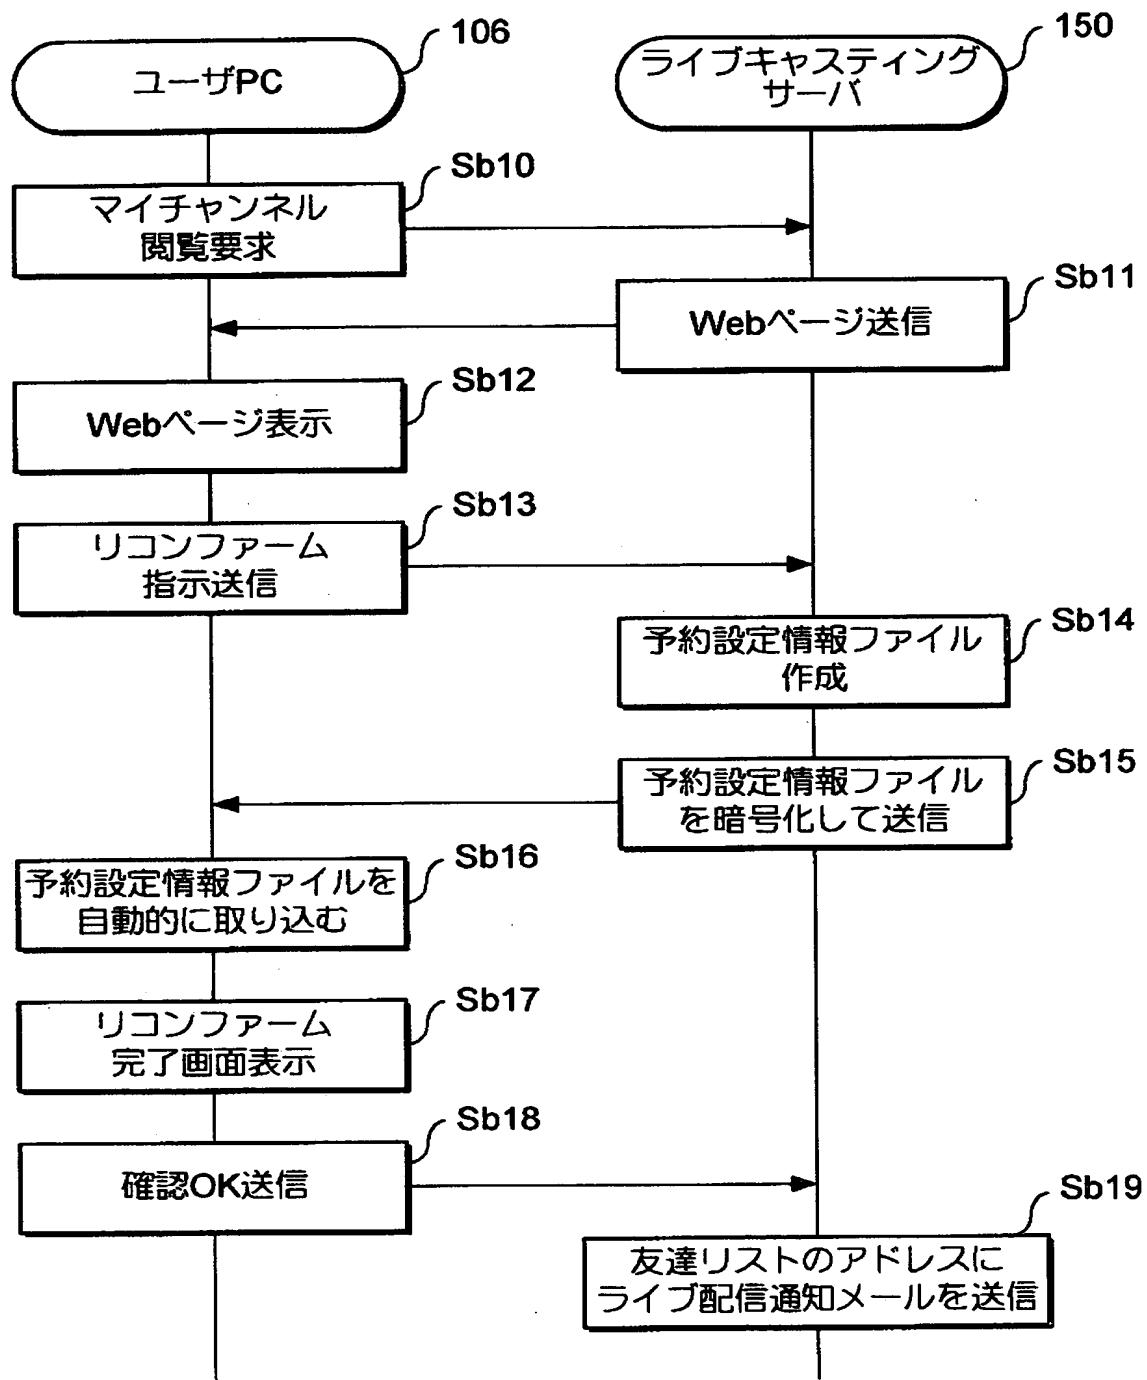 106
ユーザPC
150
ライブキャスティング
サーバ
Sb10
マイチャンネル
閲覧要求
Sb11
Webページ送信
Sb12
Webページ表示
Sb13
リコンファーム
指示送信
Sb14
予約設定情報ファイル
作成
Sb15
予約設定情報ファイル
を暗号化して送信
Sb16
予約設定情報ファイルを
自動的に取り込む
Sb17
リコンファーム
完了画面表示
Sb18
確認OK送信
Sb19
友達リストのアドレスに
ライブ配信通知メールを送信